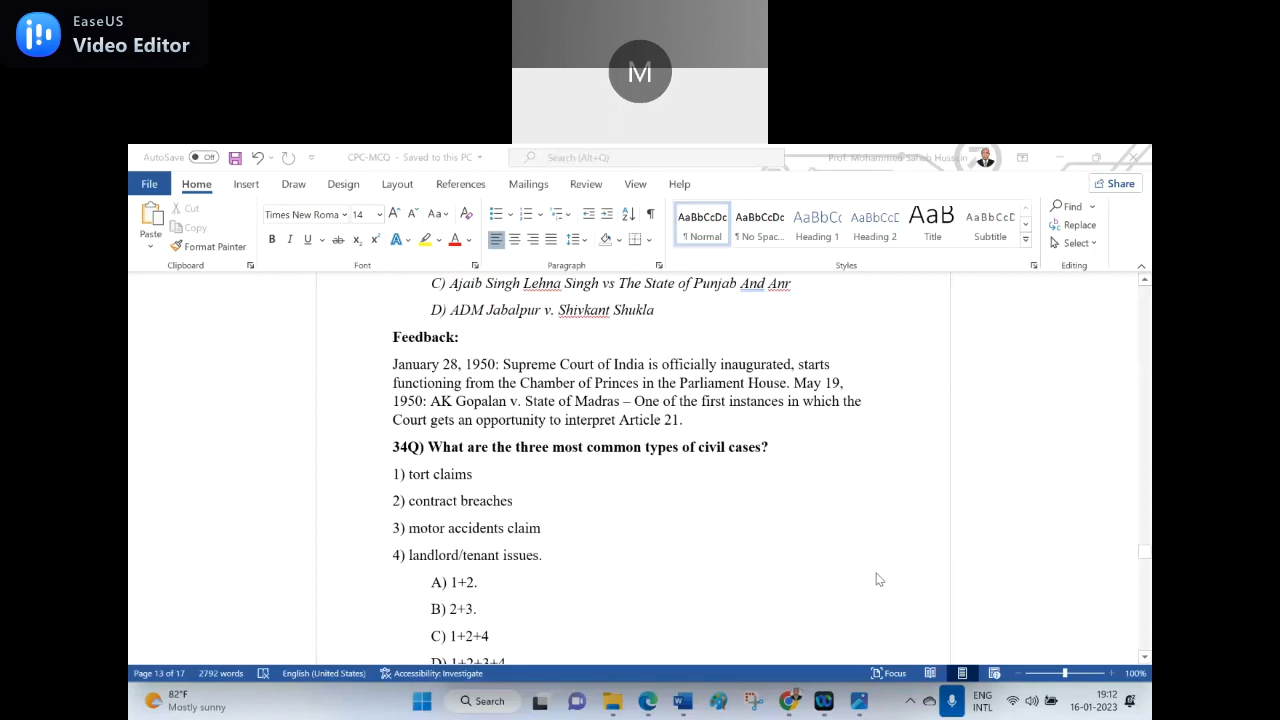 EaseUS
Video Editor
M
AutoSave Off CPC-MCQ - Saved to this PC Search (Alt+Q) Prof. Mohammed Saheb Hussain
File Home Insert Draw Design Layout References Mailings Review View Help Share
Paste Cut Copy Format Painter
Times New Roma 14
AaBbCcDc AaBbCcDc AaBbCc AaBbCcD AaB AaBbCcD
¶ Normal ¶ No Spac... Heading 1 Heading 2 Title Subtitle
Find Replace Select
Clipboard Font Paragraph Styles Editing
C) Ajaib Singh Lehna Singh vs The State of Punjab And Anr
D) ADM Jabalpur v. Shivkant Shukla
Feedback:
January 28, 1950: Supreme Court of India is officially inaugurated, starts
functioning from the Chamber of Princes in the Parliament House. May 19,
1950: AK Gopalan v. State of Madras – One of the first instances in which the
Court gets an opportunity to interpret Article 21.
34Q) What are the three most common types of civil cases?
1) tort claims
2) contract breaches
3) motor accidents claim
4) landlord/tenant issues.
A) 1+2.
B) 2+3.
C) 1+2+4
D) 1+2+3+4
Page 13 of 17 2792 words English (United States) Accessibility: Investigate Focus 100%
82°F
Mostly sunny
Search
ENG
INTL
19:12
16-01-2023